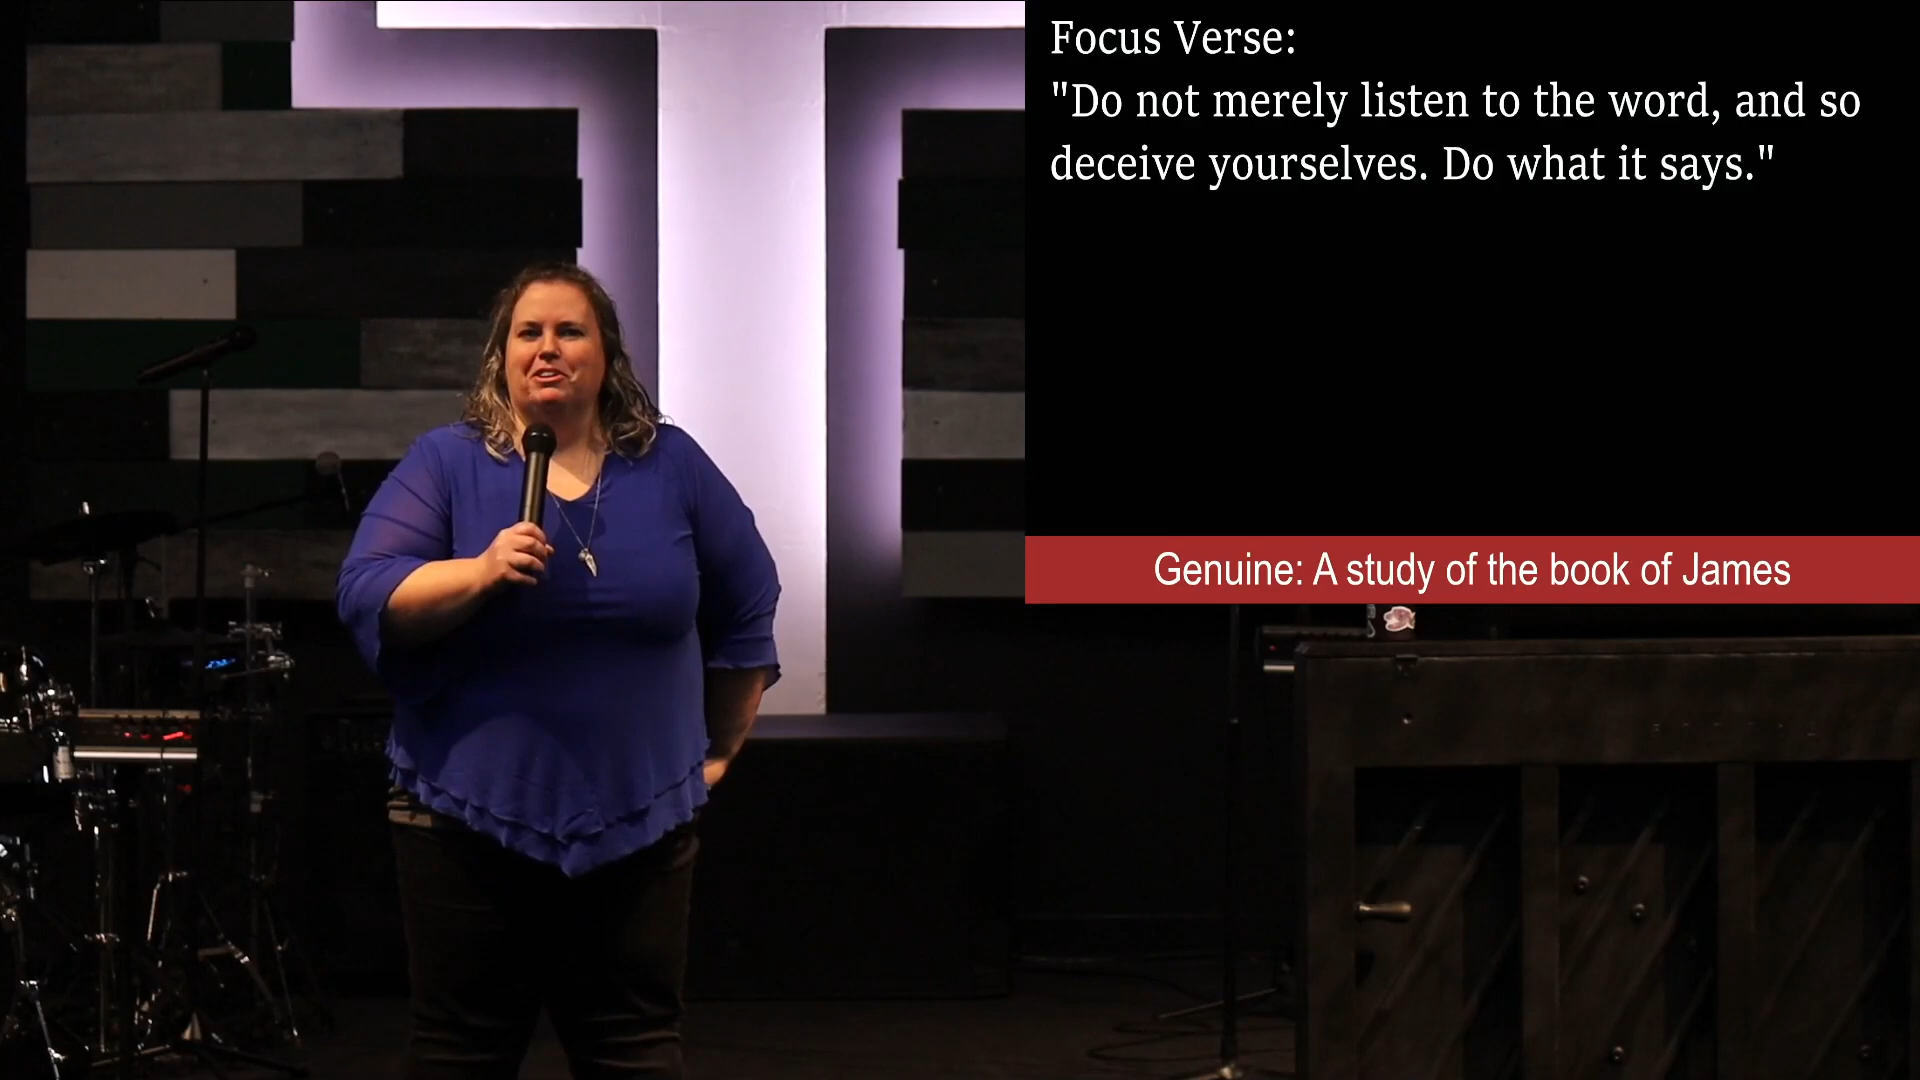 Focus Verse:
"Do not merely listen to the word, and so
deceive yourselves. Do what it says."
Genuine: A study of the book of James